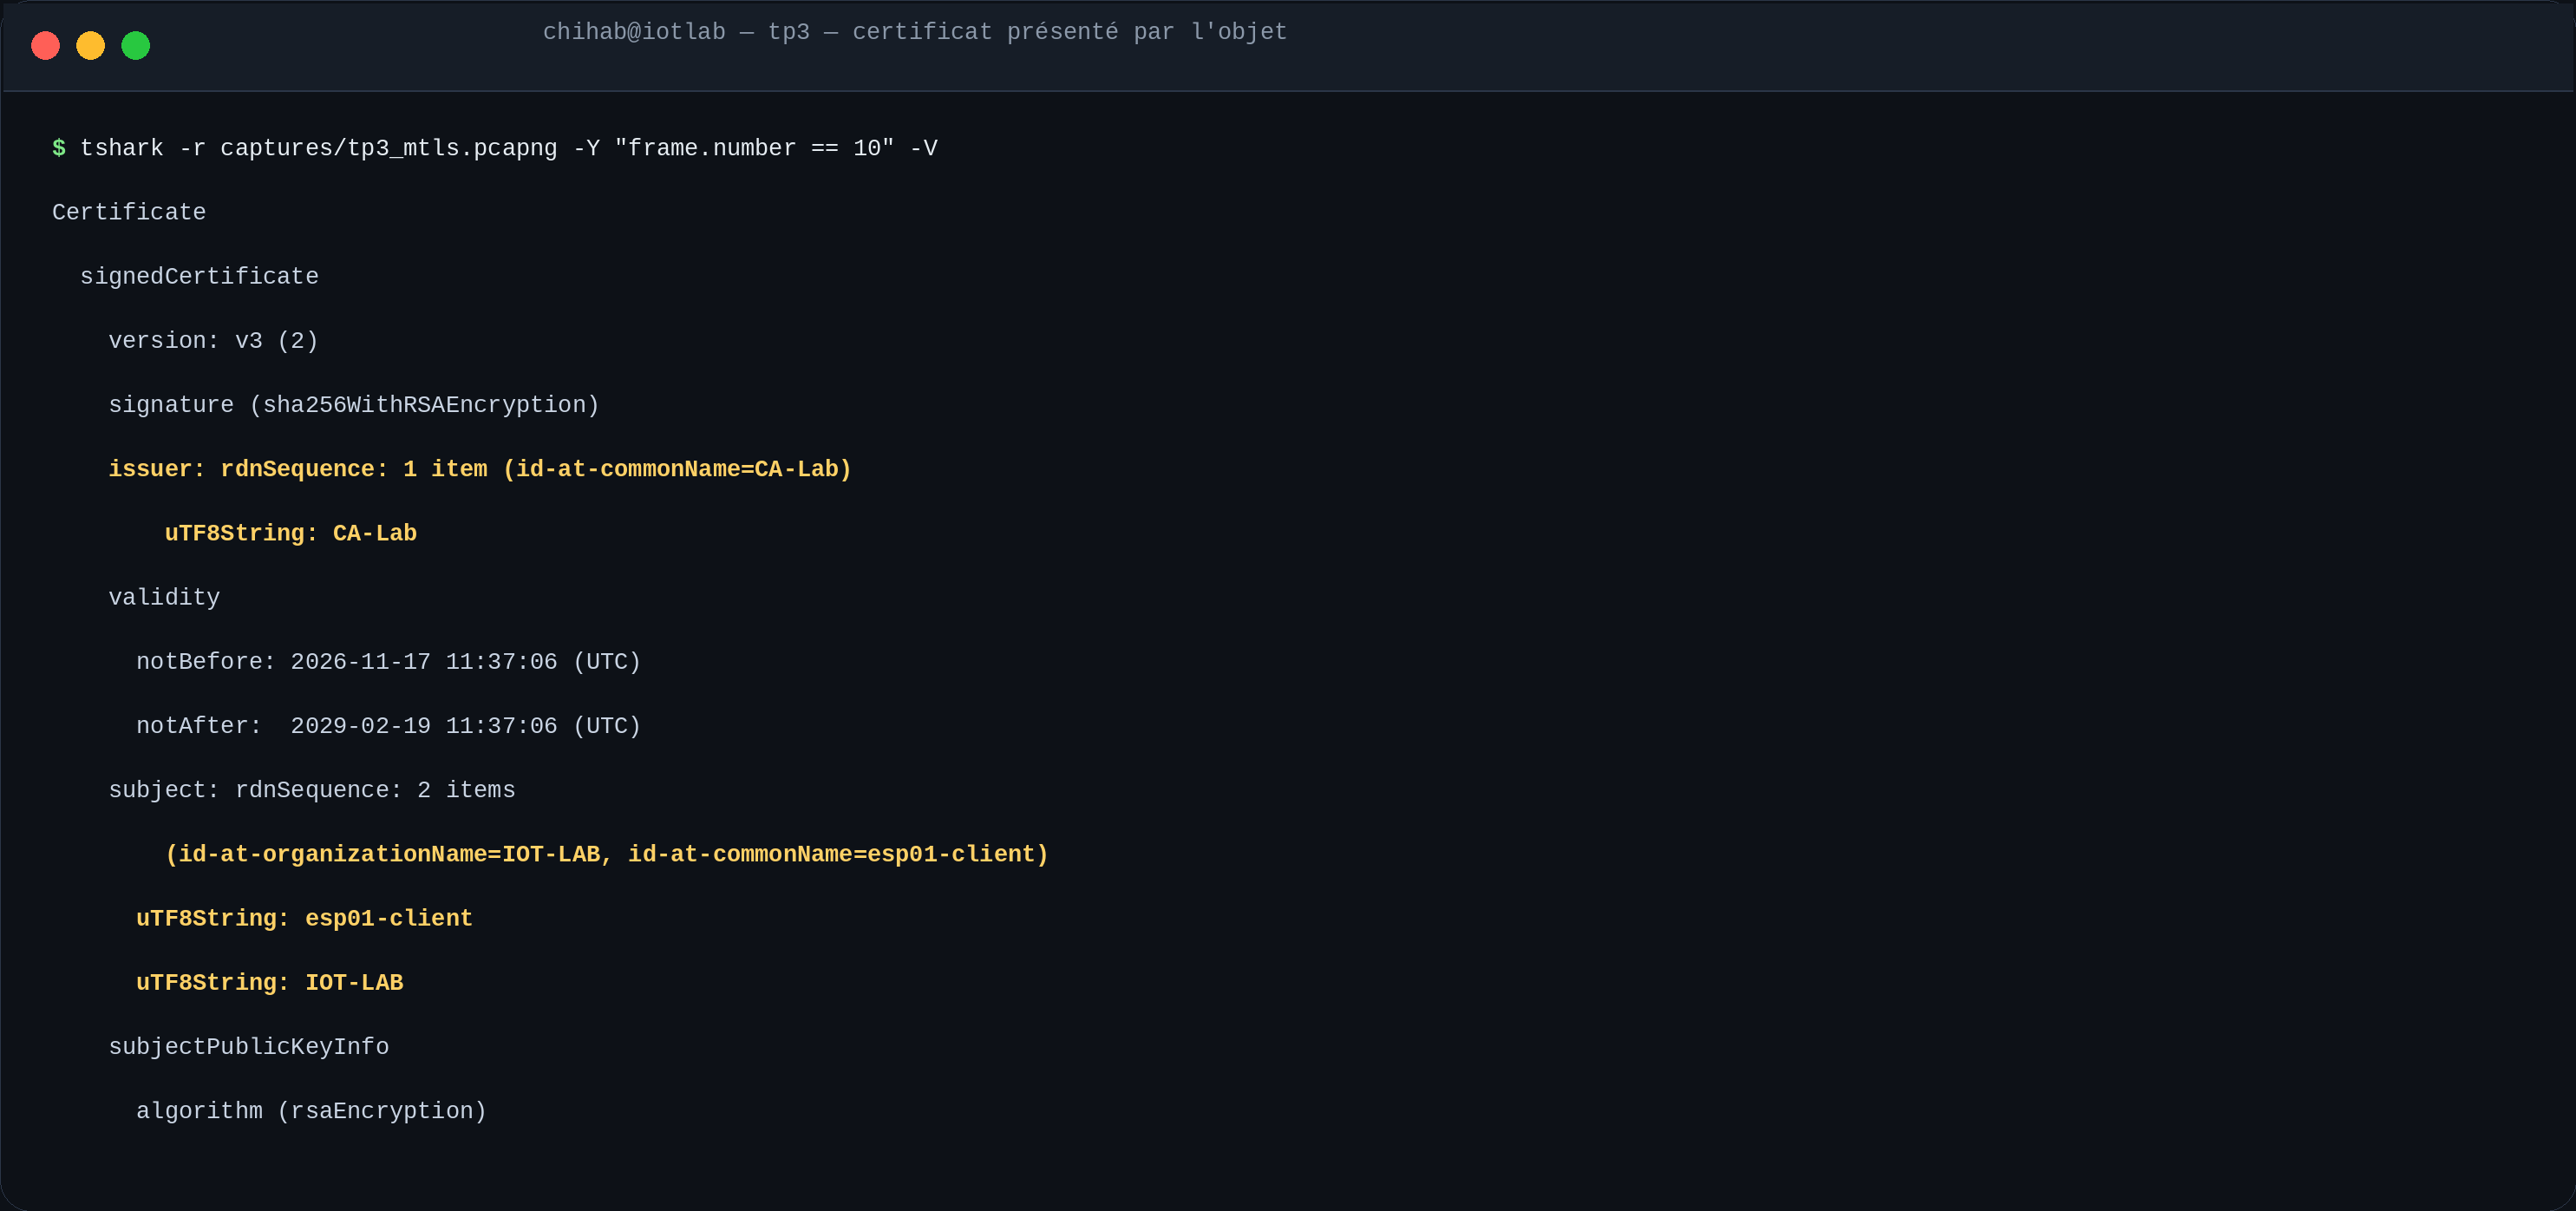 chihab@iotlab — tp3 — certificat présenté par l'objet
$ tshark -r captures/tp3_mtls.pcapng -Y "frame.number == 10" -V
Certificate
signedCertificate
version: v3 (2)
signature (sha256WithRSAEncryption)
issuer: rdnSequence: 1 item (id-at-commonName=CA-Lab)
uTF8String: CA-Lab
validity
notBefore: 2026-11-17 11:37:06 (UTC)
notAfter:  2029-02-19 11:37:06 (UTC)
subject: rdnSequence: 2 items
(id-at-organizationName=IOT-LAB, id-at-commonName=esp01-client)
uTF8String: esp01-client
uTF8String: IOT-LAB
subjectPublicKeyInfo
algorithm (rsaEncryption)